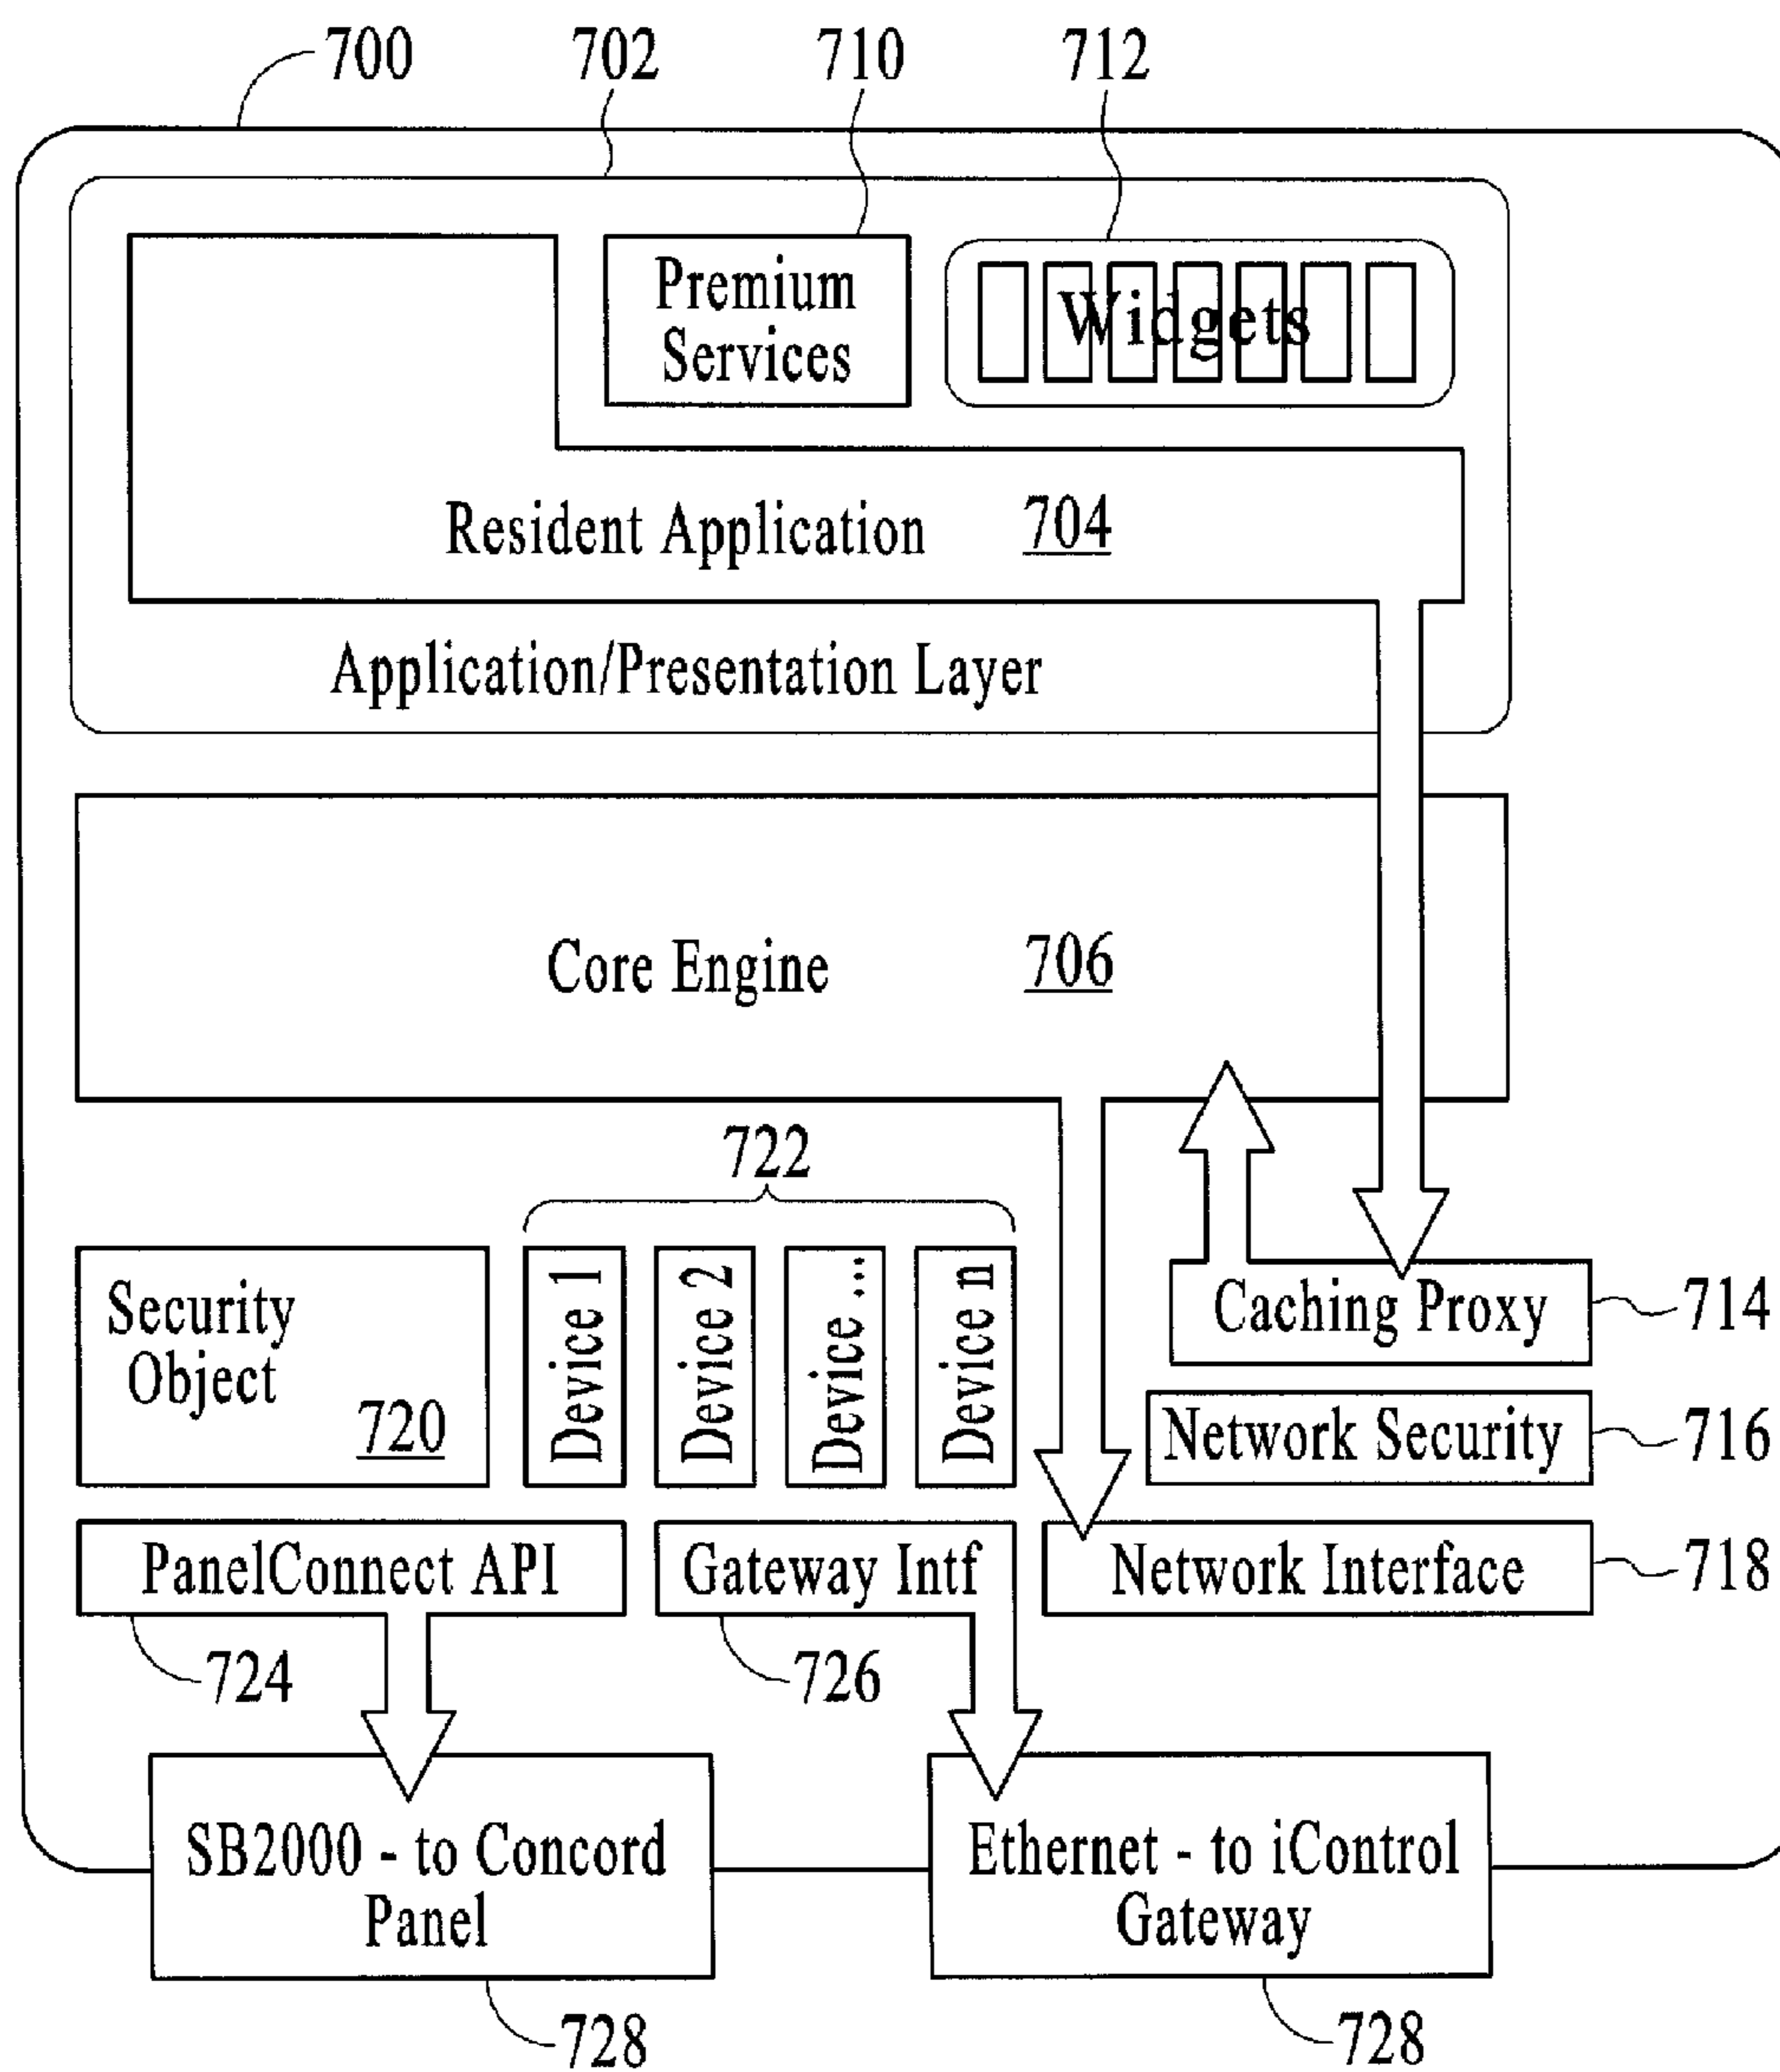 700
702
710
712
Premium
Services
Widgets
Resident Application 704
Application/Presentation Layer
Core Engine 706
722
Security
Object
720
Device 1
Device 2
Device ...
Device n
Caching Proxy
714
Network Security
716
PanelConnect API
Gateway Intf
Network Interface
718
724
726
SB2000 - to Concord
Panel
Ethernet - to iControl
Gateway
728
728